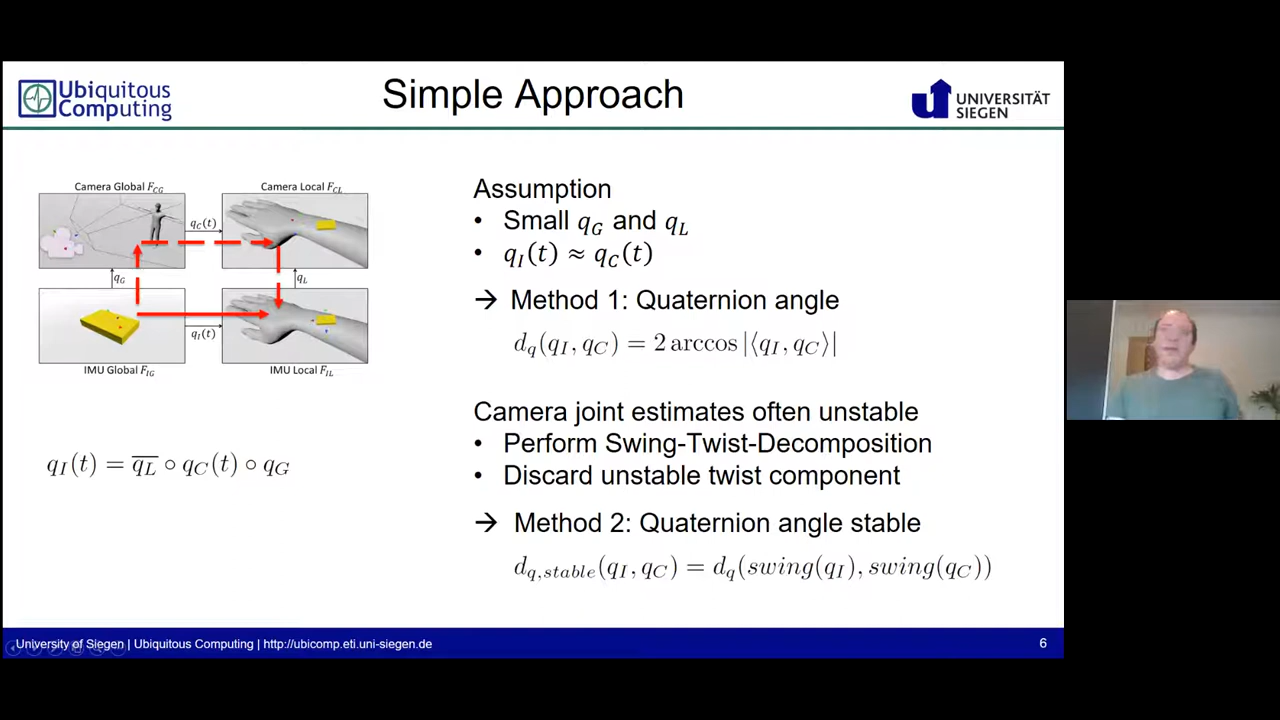 Ubiquitous
Computing
Simple Approach
UNIVERSITÄT
SIEGEN
Camera Global F_CG
Camera Local F_CL
q_C(t)
q_G
q_L
q_I(t)
IMU Global F_IG
IMU Local F_IL
q_I(t) = \overline{q_L} ∘ q_C(t) ∘ q_G
Assumption
• Small q_G and q_L
• q_I(t) ≈ q_C(t)
→ Method 1: Quaternion angle
d_q(q_I, q_C) = 2 arccos |⟨q_I, q_C⟩|
Camera joint estimates often unstable
• Perform Swing-Twist-Decomposition
• Discard unstable twist component
→ Method 2: Quaternion angle stable
d_{q,stable}(q_I, q_C) = d_q(swing(q_I), swing(q_C))
University of Siegen | Ubiquitous Computing | http://ubicomp.eti.uni-siegen.de
6